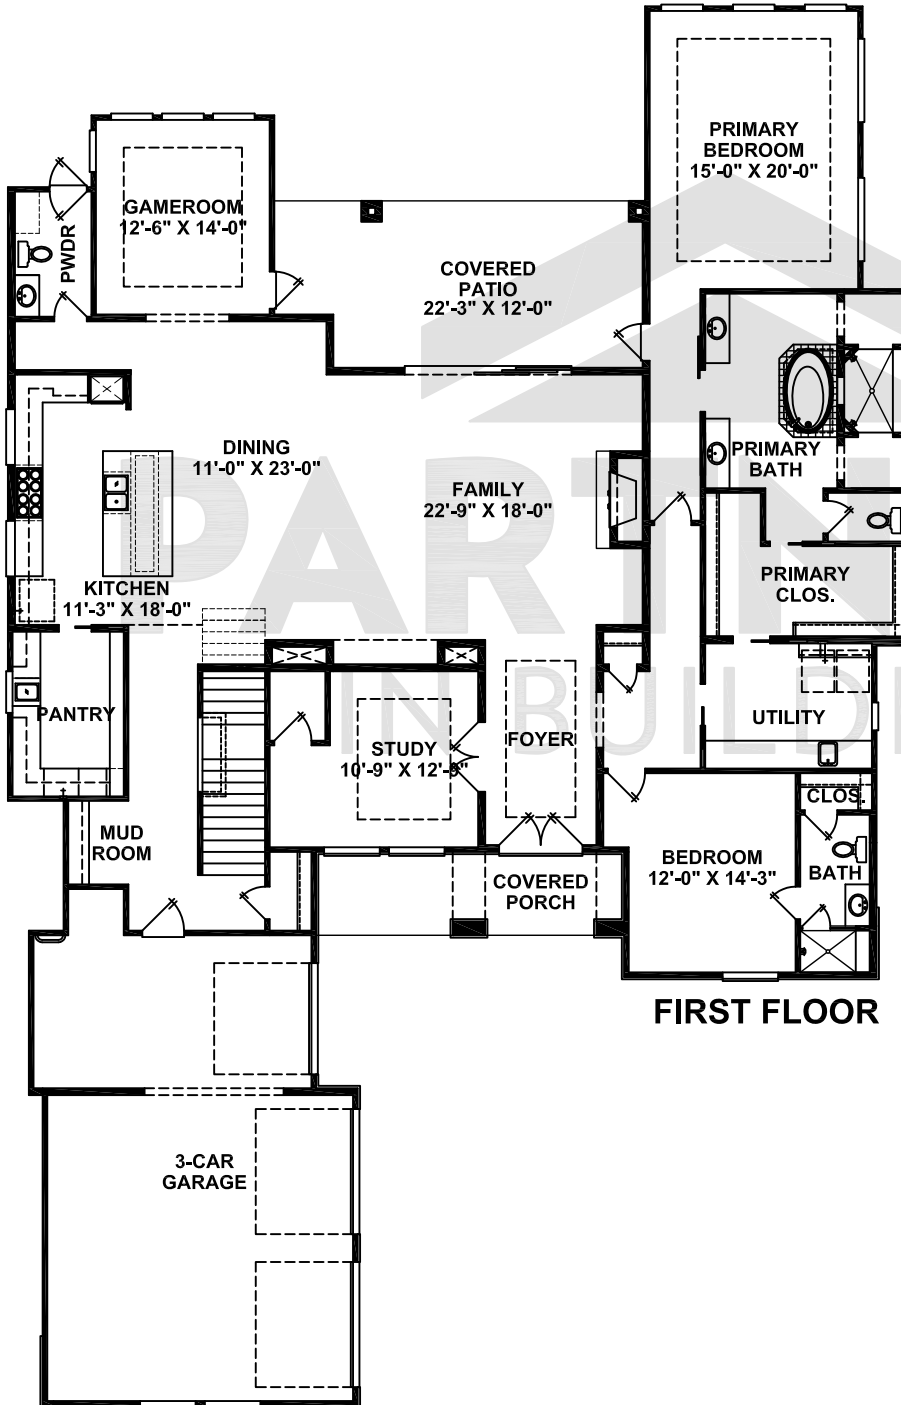 PRIMARY
BEDROOM
15'-0" X 20'-0"
GAMEROOM
12'-6" X 14'-0"
PWDR
COVERED
PATIO
22'-3" X 12'-0"
DINING
11'-0" X 23'-0"
PRIMARY
BATH
FAMILY
22'-9" X 18'-0"
KITCHEN
11'-3" X 18'-0"
PRIMARY
CLOS.
PANTRY
STUDY
FOYER
UTILITY
CLOS.
MUD
ROOM
BEDROOM
12'-0" X 14'-3"
BATH
COVERED
PORCH
FIRST FLOOR
3-CAR
GARAGE
PARTN
IN BUILDI